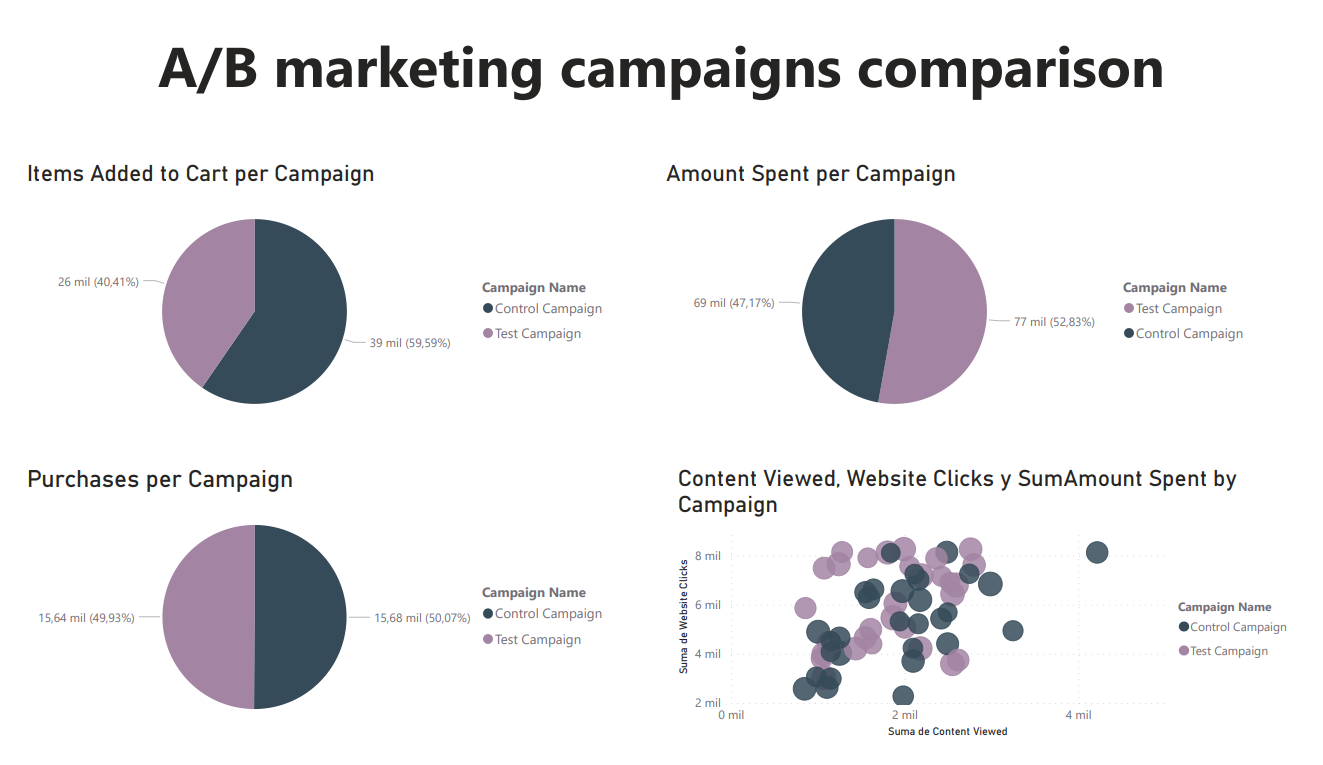 A/B marketing campaigns comparison
Items Added to Cart per Campaign
26 mil (40,41%)
39 mil (59,59%)
Campaign Name
Control Campaign
Test Campaign
Amount Spent per Campaign
69 mil (47,17%)
77 mil (52,83%)
Campaign Name
Test Campaign
Control Campaign
Purchases per Campaign
15,64 mil (49,93%)
15,68 mil (50,07%)
Campaign Name
Control Campaign
Test Campaign
Content Viewed, Website Clicks y SumAmount Spent by
Campaign
Suma de Website Clicks
8 mil
6 mil
4 mil
2 mil
0 mil
2 mil
4 mil
Suma de Content Viewed
Campaign Name
Control Campaign
Test Campaign